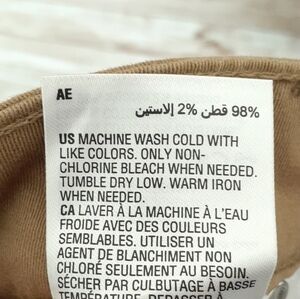 AE
98% قطن 2% إلاستين
US MACHINE WASH COLD WITH
LIKE COLORS. ONLY NON-
CHLORINE BLEACH WHEN NEEDED.
TUMBLE DRY LOW. WARM IRON
WHEN NEEDED.
CA LAVER À LA MACHINE À L'EAU
FROIDE AVEC DES COULEURS
SEMBLABLES. UTILISER UN
AGENT DE BLANCHIMENT NON
CHLORÉ SEULEMENT AU BESOIN.
SÉCHER PAR CULBUTAGE À BASSE
TEMPÉRATURE. REPASSER À